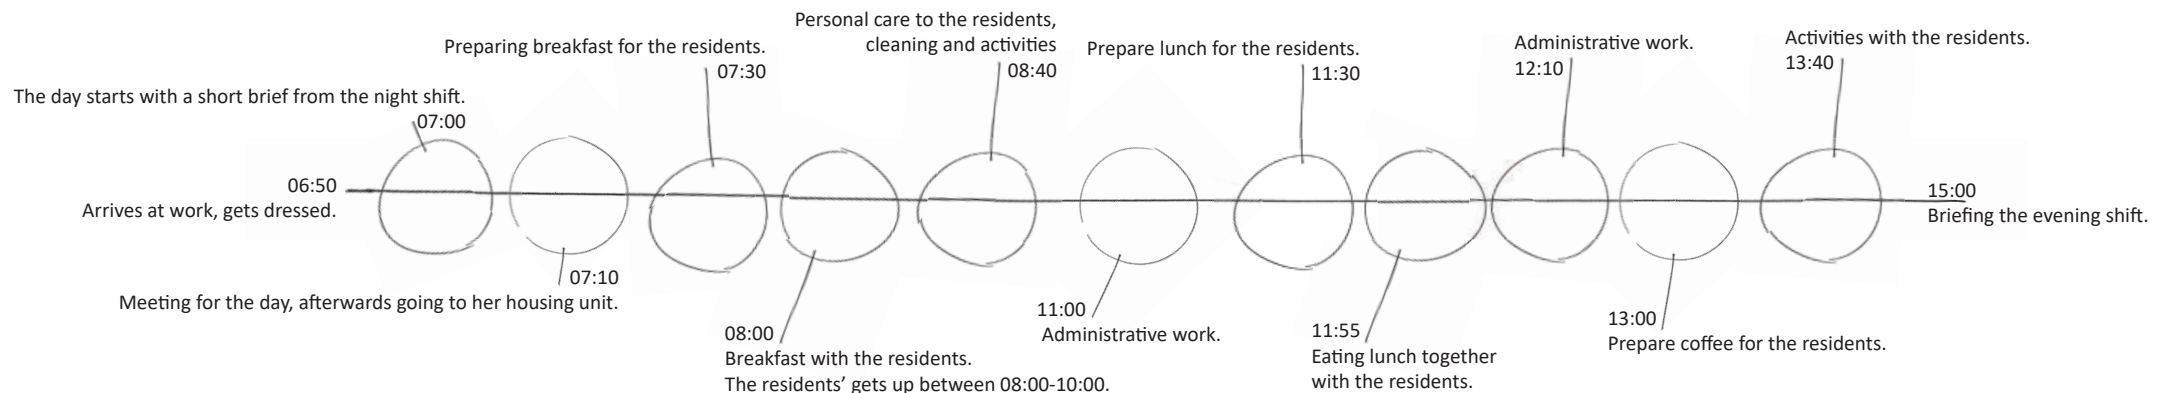 06:50
Arrives at work, gets dressed.
The day starts with a short brief from the night shift.
07:00
07:10
Meeting for the day, afterwards going to her housing unit.
Preparing breakfast for the residents.
07:30
08:00
Breakfast with the residents.
The residents’ gets up between 08:00-10:00.
Personal care to the residents,
cleaning and activities
08:40
11:00
Administrative work.
Prepare lunch for the residents.
11:30
11:55
Eating lunch together
with the residents.
Administrative work.
12:10
13:00
Prepare coffee for the residents.
Activities with the residents.
13:40
15:00
Briefing the evening shift.